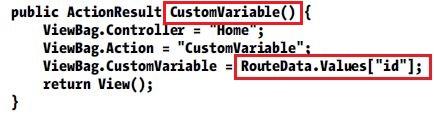 public ActionResult CustomVariable() {
ViewBag.Controller = "Home";
ViewBag.Action = "CustomVariable";
ViewBag.CustomVariable = RouteData.Values["id"];
return View();
}